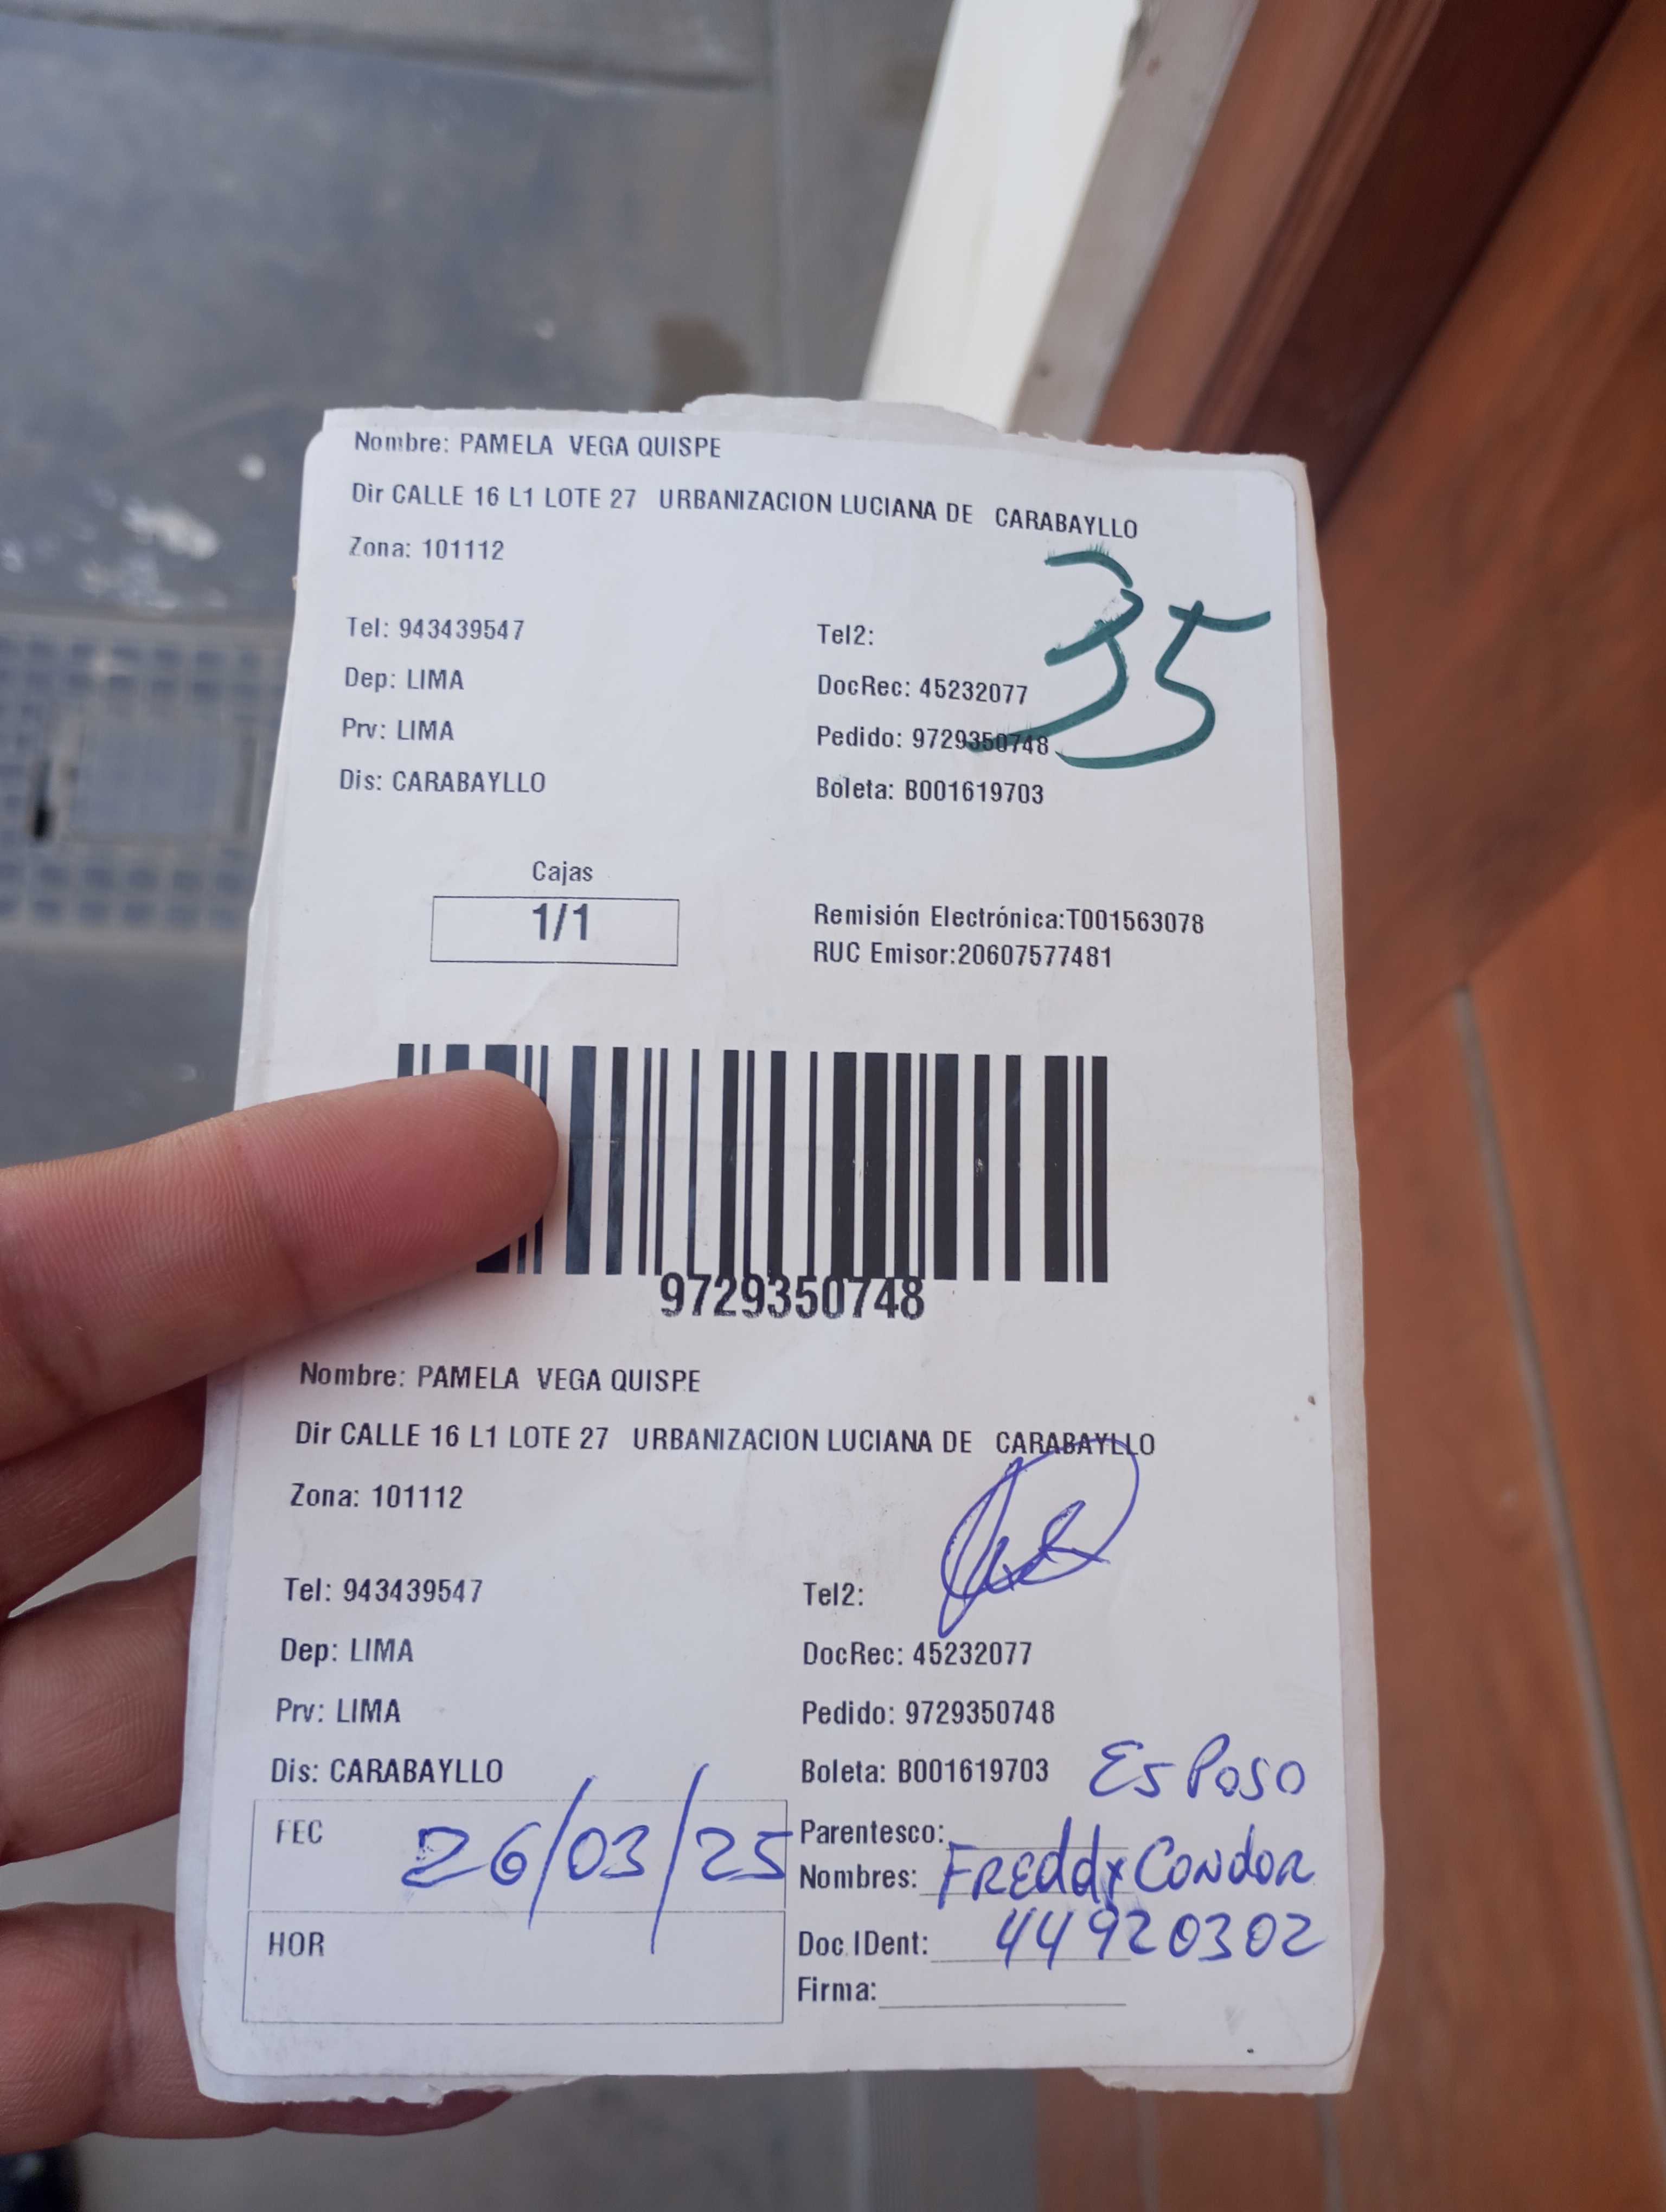 Nombre: PAMELA VEGA QUISPE
Dir CALLE 16 L1 LOTE 27 URBANIZACION LUCIANA DE CARABAYLLO
Zona: 101112
35
Tel: 943439547 Tel2:
Dep: LIMA DocRec: 45232077
Prv: LIMA Pedido: 9729350748
Dis: CARABAYLLO Boleta: B001619703
Cajas
1/1
Remisión Electrónica:T001563078
RUC Emisor:20607577481
9729350748
Nombre: PAMELA VEGA QUISPE
Dir CALLE 16 L1 LOTE 27 URBANIZACION LUCIANA DE CARABAYLLO
Zona: 101112
Tel: 943439547 Tel2:
Dep: LIMA DocRec: 45232077
Prv: LIMA Pedido: 9729350748
Dis: CARABAYLLO Boleta: B001619703
FEC 26/03/25
HOR
Parentesco: EsPoso
Nombres: FREddy CoNdoR
Doc.IDent: 44920302
Firma: